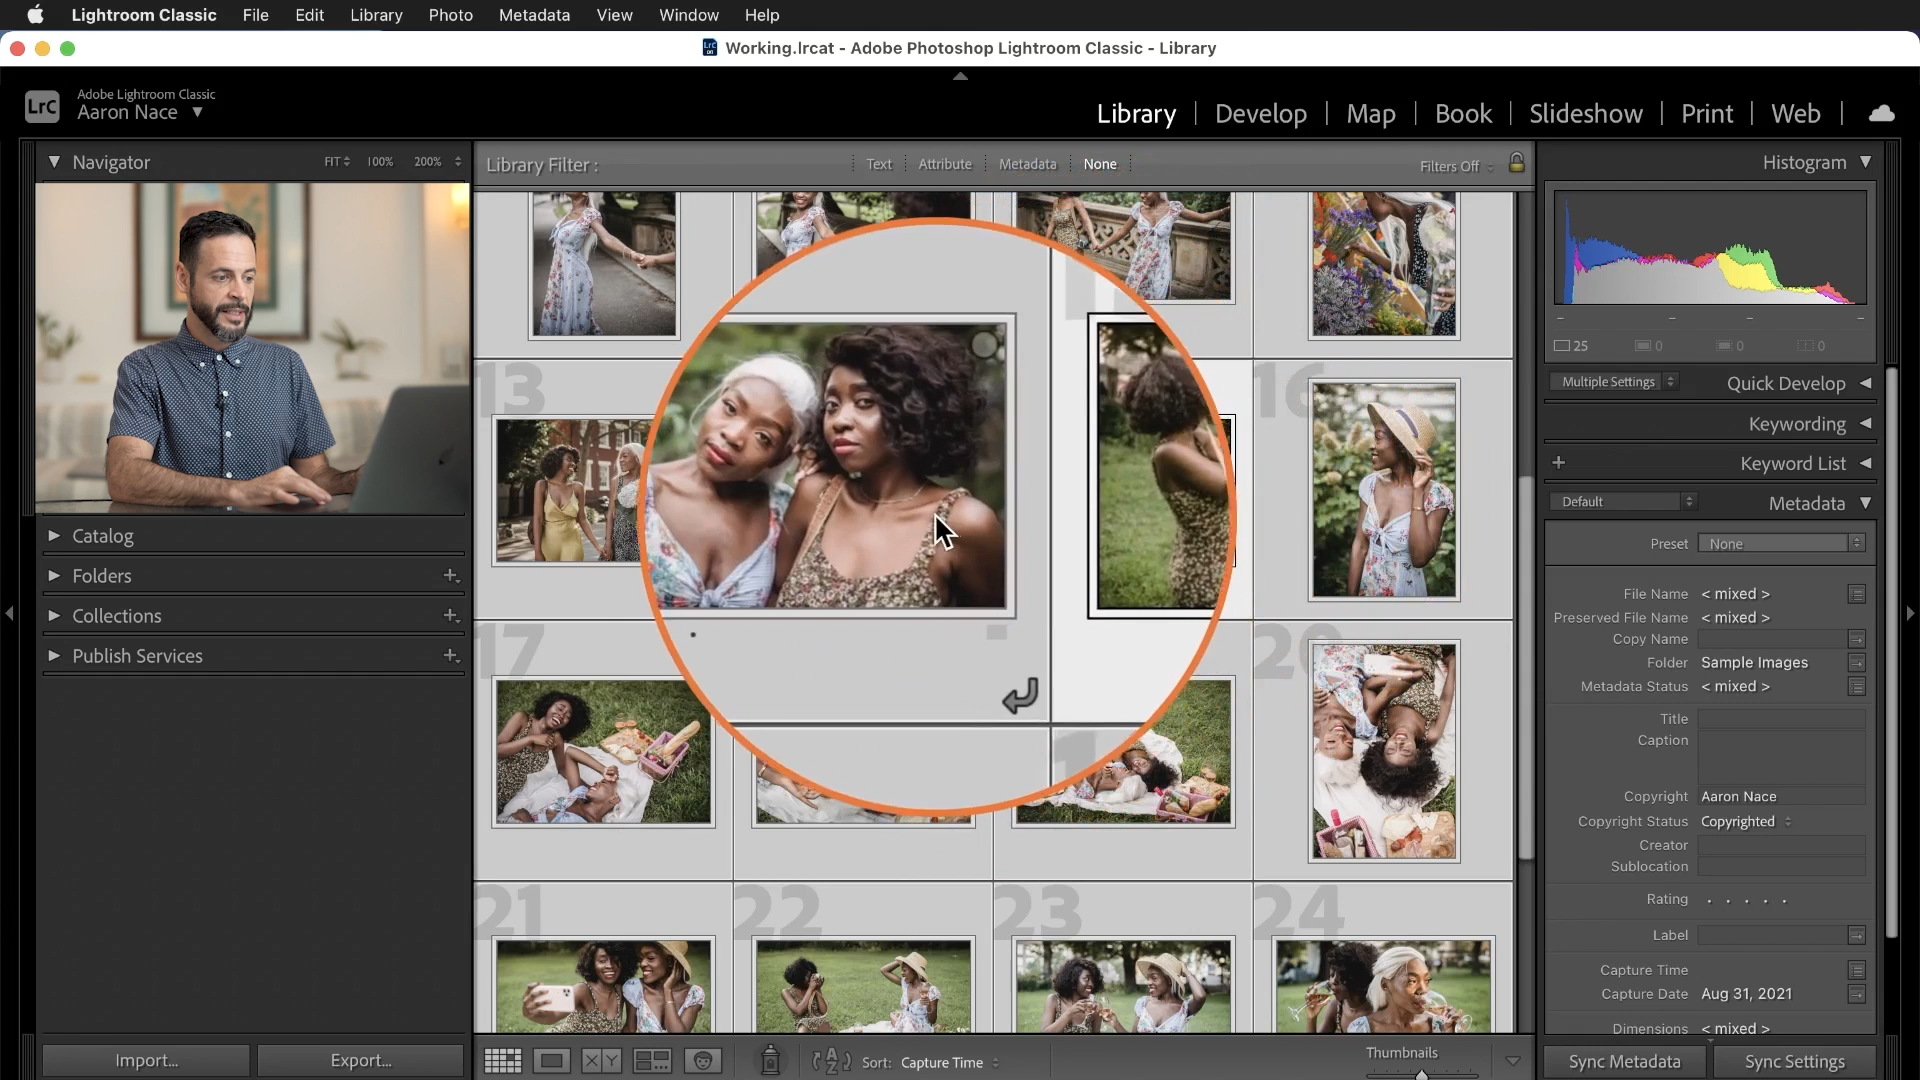 Lightroom Classic File Edit Library Photo Metadata View Window Help
Working.lrcat - Adobe Photoshop Lightroom Classic - Library
LrC Adobe Lightroom Classic
Aaron Nace
Library Develop Map Book Slideshow Print Web
Navigator FIT 100% 200%
Library Filter : Text Attribute Metadata None Filters Off
Histogram
25 0 0 0
Multiple Settings Quick Develop
Keywording
Keyword List
Default Metadata
Preset None
File Name < mixed >
Preserved File Name < mixed >
Copy Name
Folder Sample Images
Metadata Status < mixed >
Title
Caption
Copyright Aaron Nace
Copyright Status Copyrighted
Creator
Sublocation
Rating
Label
Capture Time
Capture Date Aug 31, 2021
Dimensions < mixed >
Catalog
Folders
Collections
Publish Services
13
16
17
20
21 22 23 24
Import... Export...
XY Sort: Capture Time Thumbnails
Sync Metadata Sync Settings